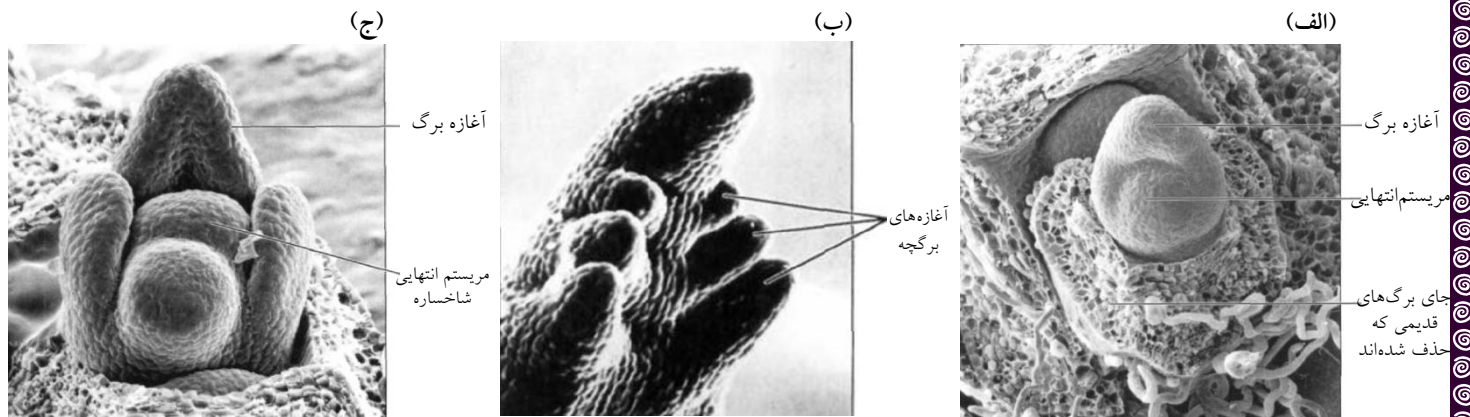 (الف)
آغازه برگ
مریستم‌انتهایی
جای برگ‌های
قدیمی که
حذف شده‌اند
(ب)
آغازه‌های
برگچه
(ج)
آغازه برگ
مریستم انتهایی
شاخساره